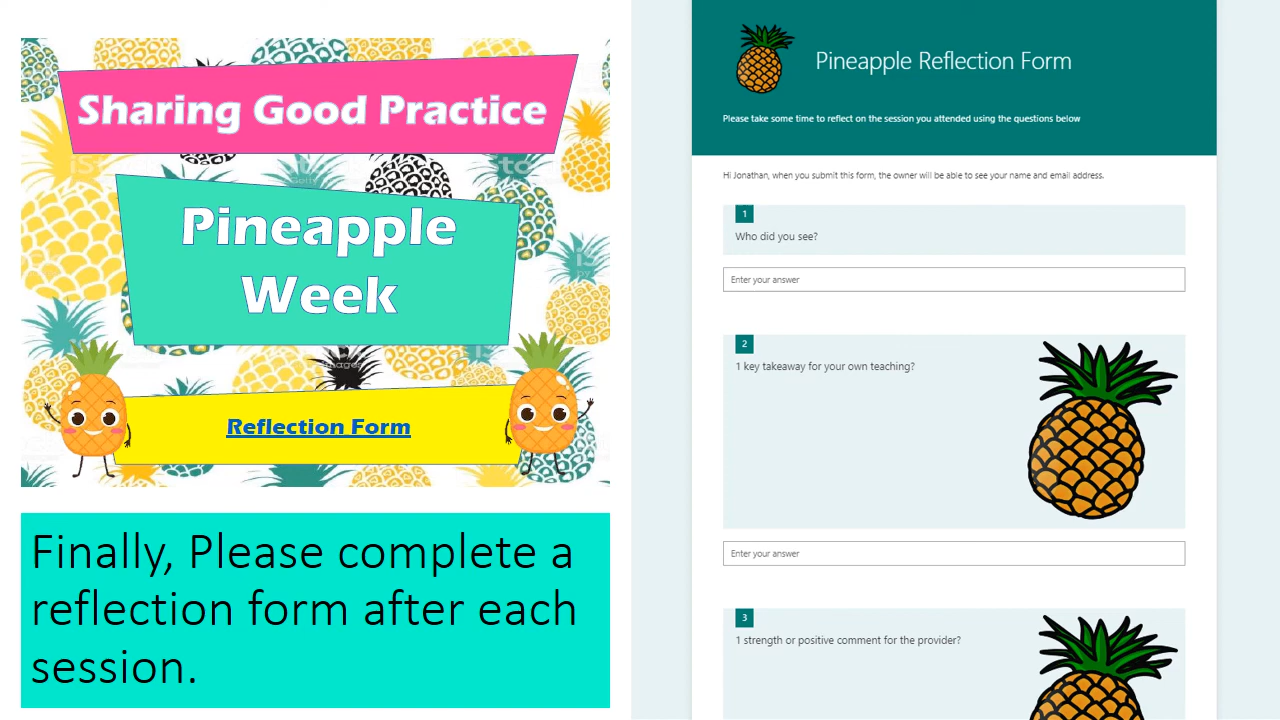 Sharing Good Practice
Pineapple
Week
Reflection Form
Finally, Please complete a
reflection form after each
session.
Pineapple Reflection Form
Please take some time to reflect on the session you attended using the questions below
Hi Jonathan, when you submit this form, the owner will be able to see your name and email address.
1
Who did you see?
Enter your answer
2
1 key takeaway for your own teaching?
Enter your answer
3
1 strength or positive comment for the provider?